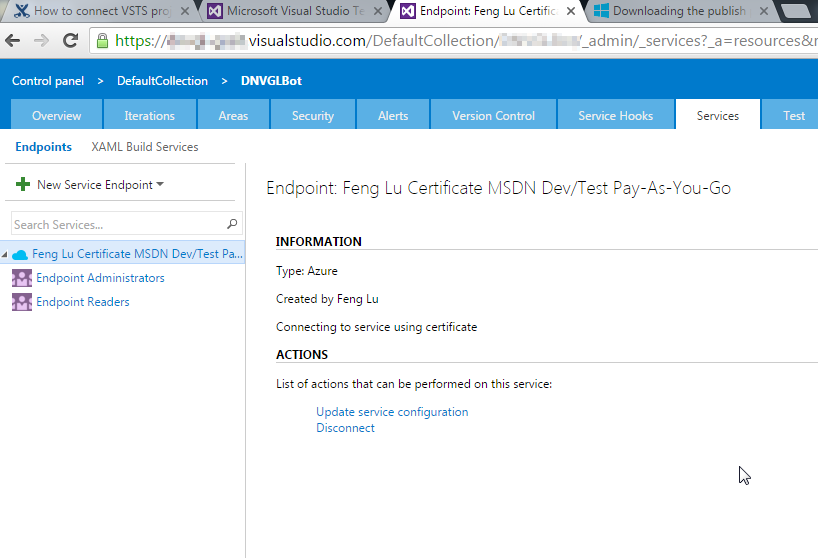 How to connect VSTS pro
Microsoft Visual Studio Te
Endpoint: Feng Lu Certifica
Downloading the publish
https:// .visualstudio.com/DefaultCollection/ /_admin/_services?_a=resources&r
Control panel > DefaultCollection > DNVGLBot
Overview Iterations Areas Security Alerts Version Control Service Hooks Services Test
Endpoints XAML Build Services
New Service Endpoint
Search Services...
Feng Lu Certificate MSDN Dev/Test Pa...
Endpoint Administrators
Endpoint Readers
Endpoint: Feng Lu Certificate MSDN Dev/Test Pay-As-You-Go
INFORMATION
Type: Azure
Created by Feng Lu
Connecting to service using certificate
ACTIONS
List of actions that can be performed on this service:
Update service configuration
Disconnect